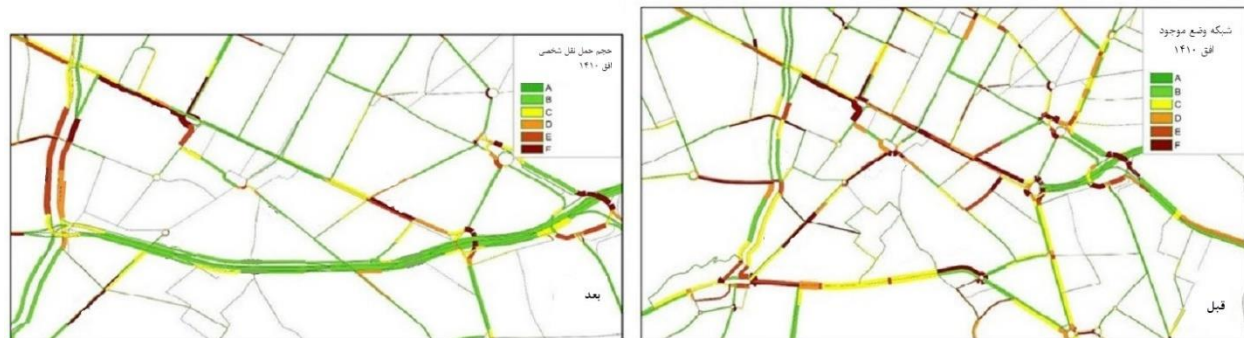 شبکه وضع موجود
افق ۱۴۱۰
A
B
C
D
E
F
قبل
حجم حمل نقل شخصی
افق ۱۴۱۰
A
B
C
D
E
F
بعد